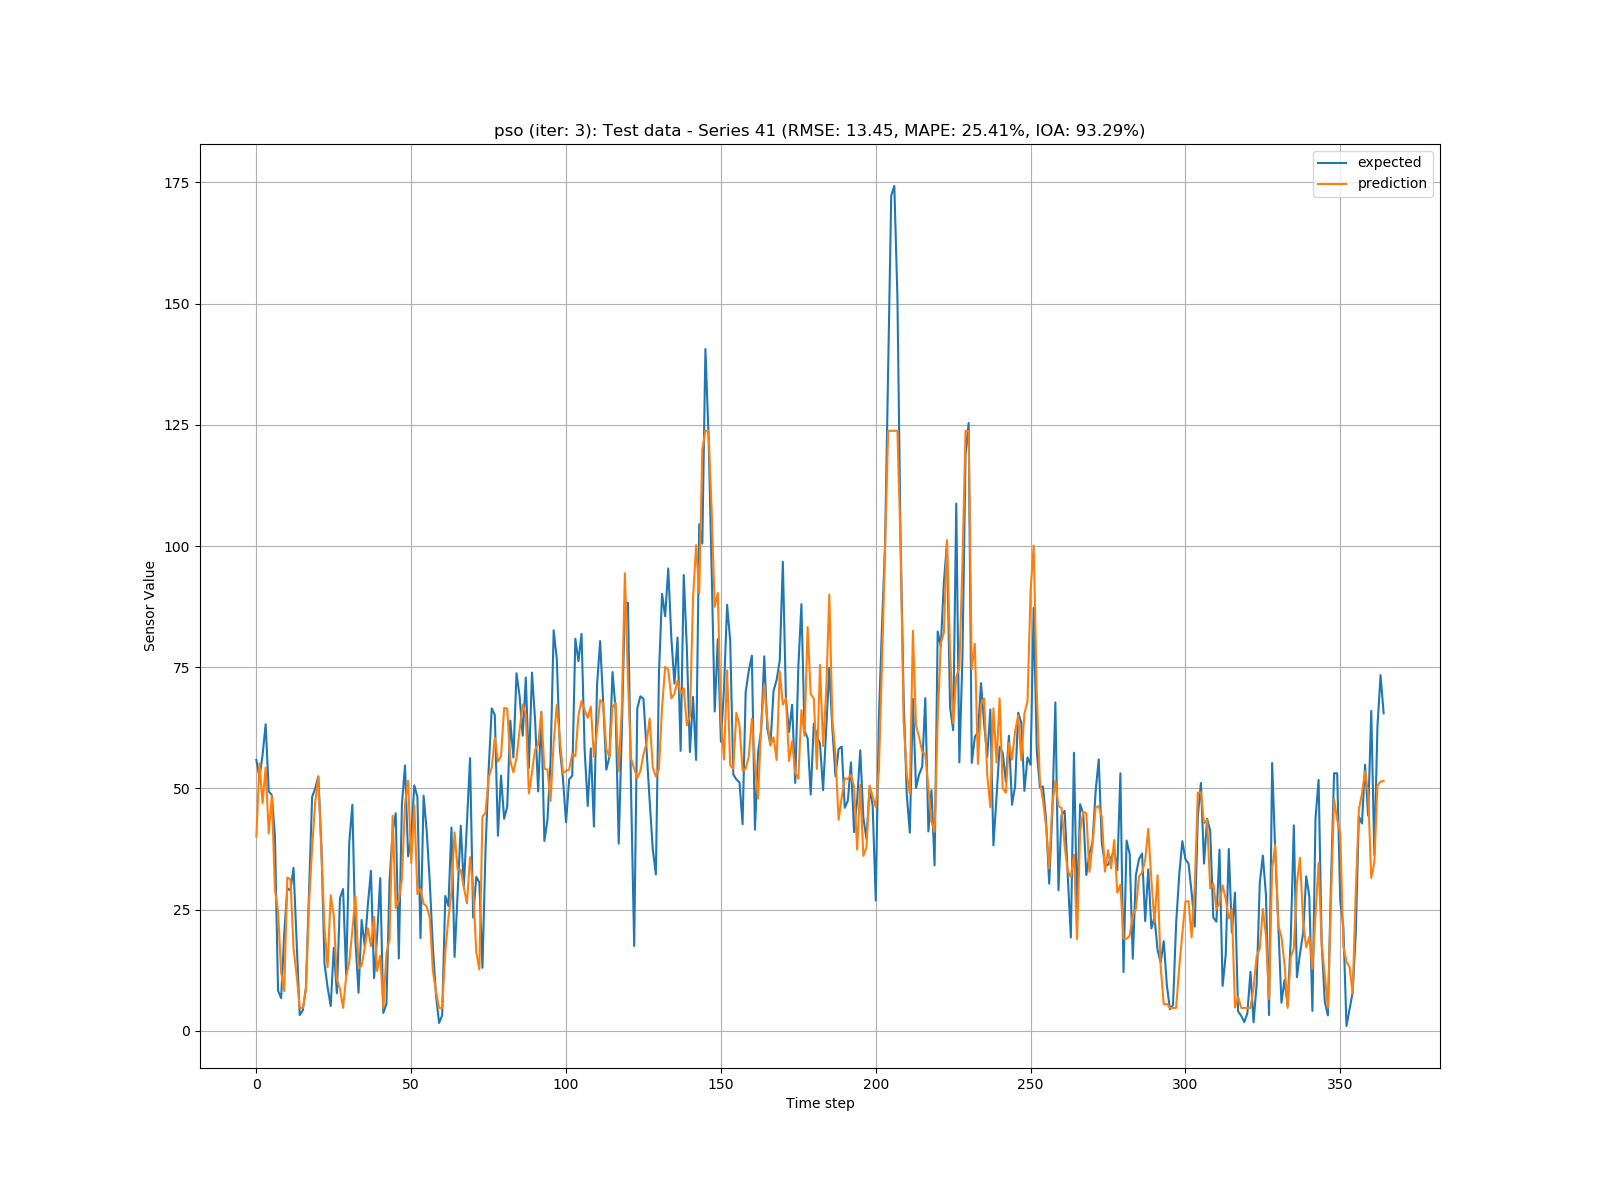 pso (iter: 3): Test data - Series 41 (RMSE: 13.45, MAPE: 25.41%, IOA: 93.29%)
expected
prediction
175
150
125
100
75
50
25
0
Sensor Value
0 50 100 150 200 250 300 350
Time step